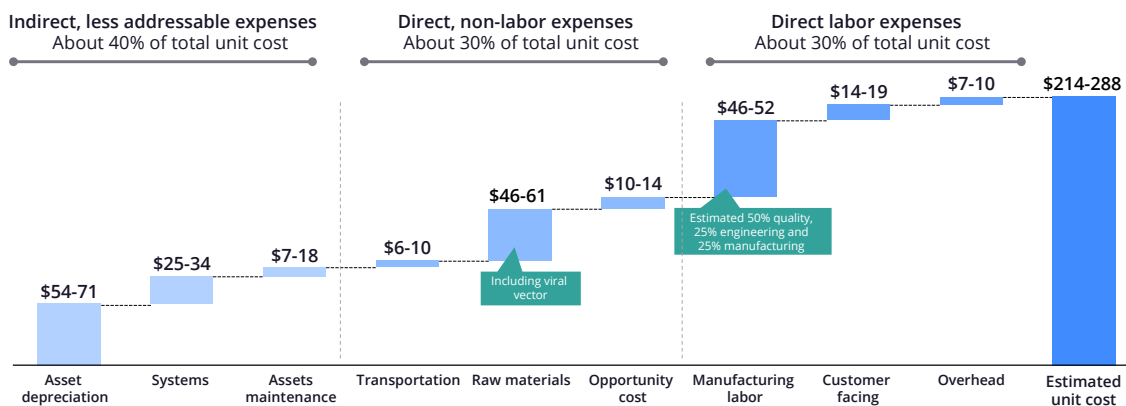 Indirect, less addressable expenses
About 40% of total unit cost
Direct, non-labor expenses
About 30% of total unit cost
Direct labor expenses
About 30% of total unit cost
$54-71
$25-34
$7-18
$6-10
$46-61
$10-14
$46-52
$14-19
$7-10
$214-288
Including viral
vector
Estimated 50% quality,
25% engineering and
25% manufacturing
Asset
depreciation
Systems
Assets
maintenance
Transportation
Raw materials
Opportunity
cost
Manufacturing
labor
Customer
facing
Overhead
Estimated
unit cost